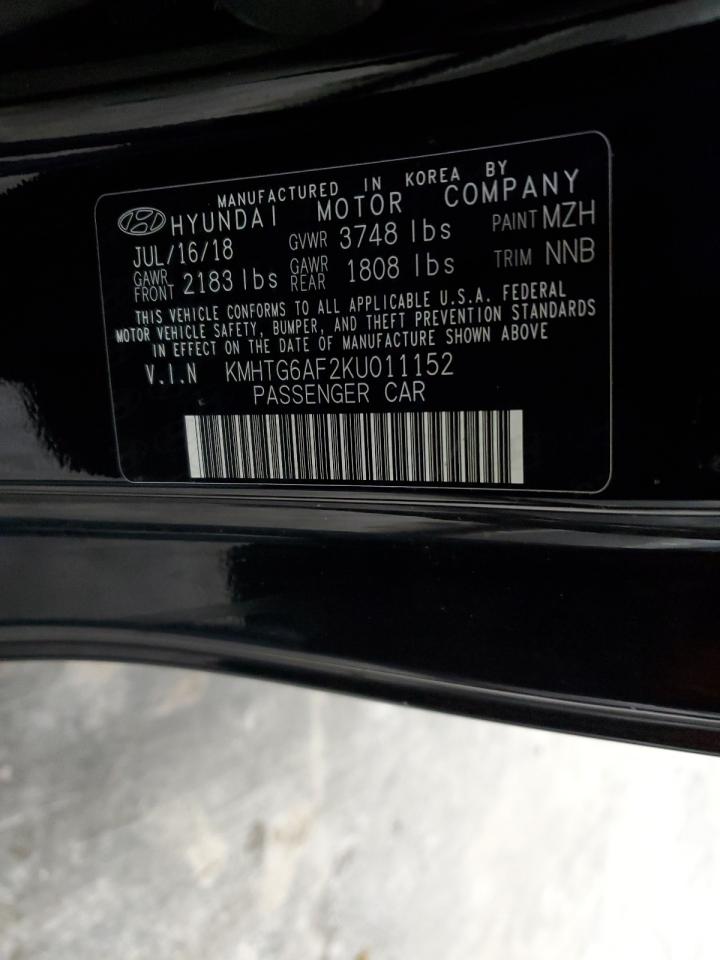 MANUFACTURED IN KOREA BY
HYUNDAI MOTOR COMPANY
JUL/16/18 GVWR 3748 lbs PAINT MZH
GAWR FRONT 2183 lbs GAWR REAR 1808 lbs TRIM NNB
THIS VEHICLE CONFORMS TO ALL APPLICABLE U.S.A. FEDERAL
MOTOR VEHICLE SAFETY, BUMPER, AND THEFT PREVENTION STANDARDS
IN EFFECT ON THE DATE OF MANUFACTURE SHOWN ABOVE
V.I.N KMHTG6AF2KU011152
PASSENGER CAR